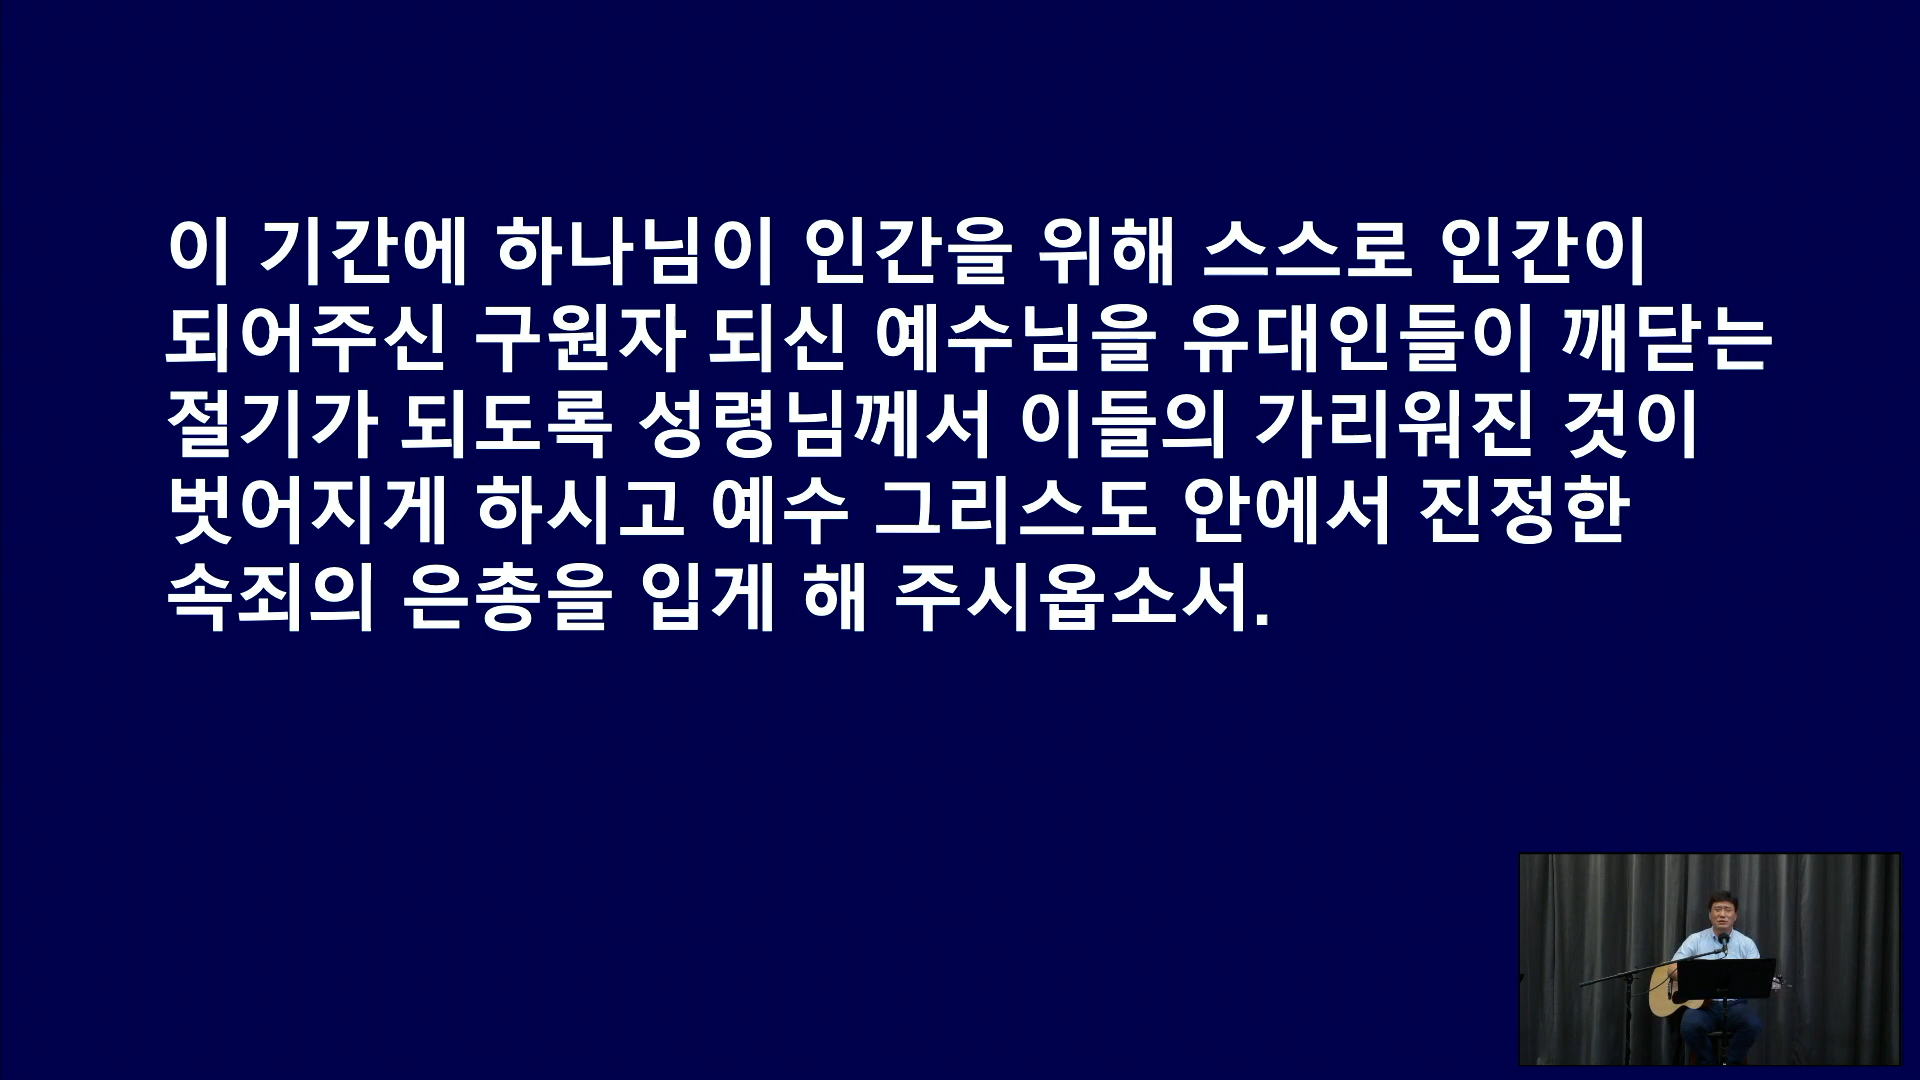 이 기간에 하나님이 인간을 위해 스스로 인간이
되어주신 구원자 되신 예수님을 유대인들이 깨닫는
절기가 되도록 성령님께서 이들의 가리워진 것이
벗어지게 하시고 예수 그리스도 안에서 진정한
속죄의 은총을 입게 해 주시옵소서.